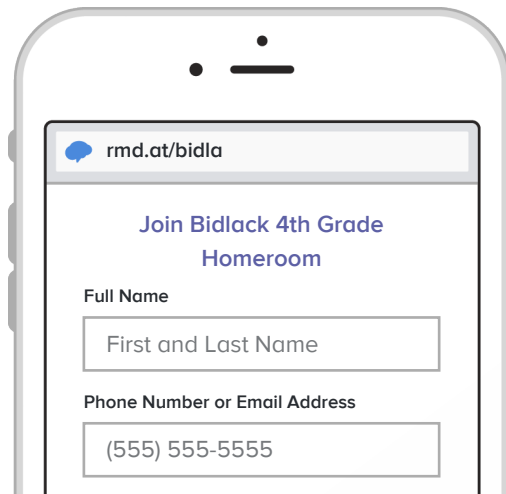 rmd.at/bidla
Join Bidlack 4th Grade
Homeroom
Full Name
First and Last Name
Phone Number or Email Address
(555) 555-5555